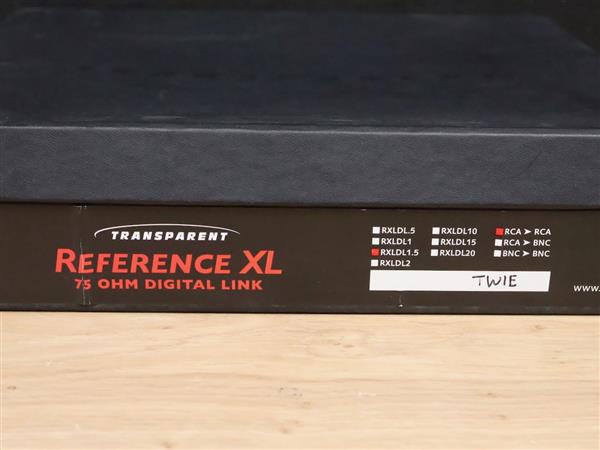 TRANSPARENT
REFERENCE XL
75 OHM DIGITAL LINK
RXLDL.5 RXLDL10 RCA ➤ RCA
RXLDL1 RXLDL15 RCA ➤ BNC
RXLDL1.5 RXLDL20 BNC ➤ BNC
RXLDL2
TWIE
www.